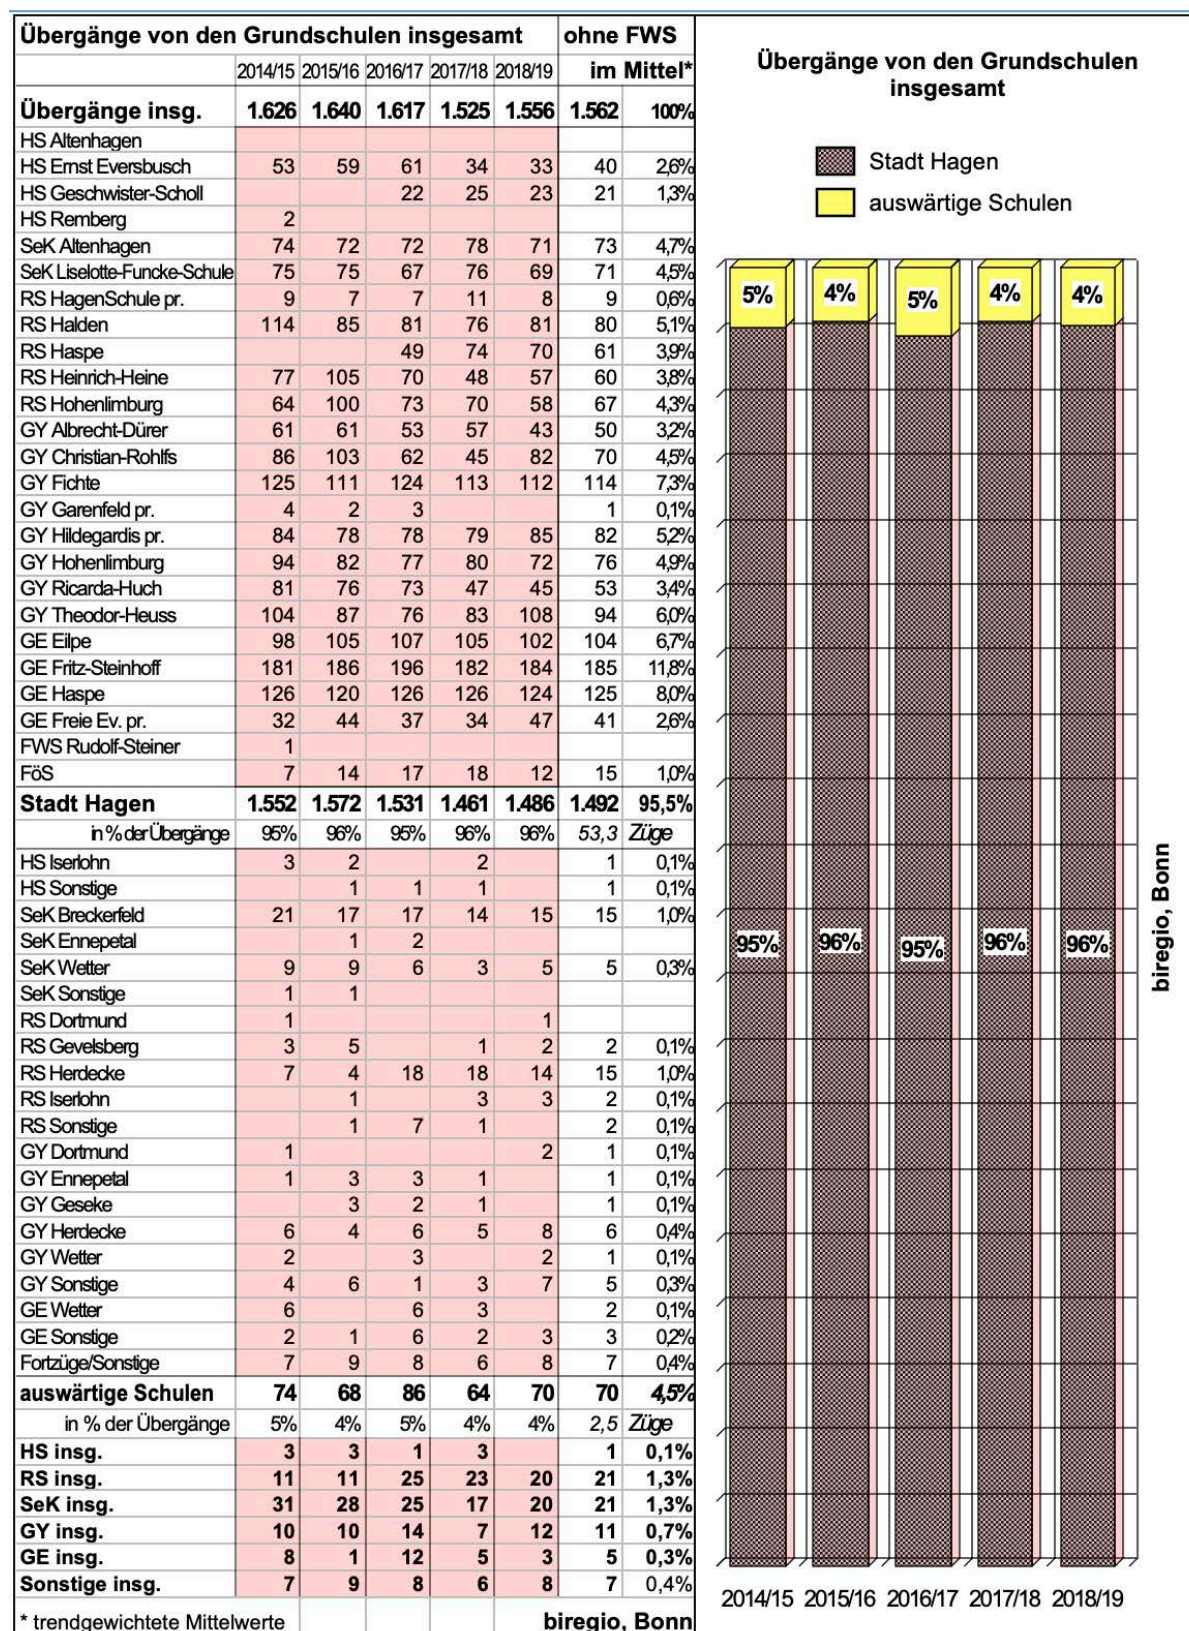 Übergänge von den Grundschulen insgesamt ohne FWS
2014/15 2015/16 2016/17 2017/18 2018/19 im Mittel*
Übergänge insg. 1.626 1.640 1.617 1.525 1.556 1.562 100%
HS Altenhagen
HS Ernst Eversbusch 53 59 61 34 33 40 2,6%
HS Geschwister-Scholl 22 25 23 21 1,3%
HS Remberg 2
SeK Altenhagen 74 72 72 78 71 73 4,7%
SeK Liselotte-Funcke-Schule 75 75 67 76 69 71 4,5%
RS HagenSchule pr. 9 7 7 11 8 9 0,6%
RS Halden 114 85 81 76 81 80 5,1%
RS Haspe 49 74 70 61 3,9%
RS Heinrich-Heine 77 105 70 48 57 60 3,8%
RS Hohenlimburg 64 100 73 70 58 67 4,3%
GY Albrecht-Dürer 61 61 53 57 43 50 3,2%
GY Christian-Rohlfs 86 103 62 45 82 70 4,5%
GY Fichte 125 111 124 113 112 114 7,3%
GY Garenfeld pr. 4 2 3 1 0,1%
GY Hildegardis pr. 84 78 78 79 85 82 5,2%
GY Hohenlimburg 94 82 77 80 72 76 4,9%
GY Ricarda-Huch 81 76 73 47 45 53 3,4%
GY Theodor-Heuss 104 87 76 83 108 94 6,0%
GE Eilpe 98 105 107 105 102 104 6,7%
GE Fritz-Steinhoff 181 186 196 182 184 185 11,8%
GE Haspe 126 120 126 126 124 125 8,0%
GE Freie Ev. pr. 32 44 37 34 47 41 2,6%
FWS Rudolf-Steiner 1
FöS 7 14 17 18 12 15 1,0%
Stadt Hagen 1.552 1.572 1.531 1.461 1.486 1.492 95,5%
in % der Übergänge 95% 96% 95% 96% 96% 53,3 Züge
HS Iserlohn 3 2 2 1 0,1%
HS Sonstige 1 1 1 1 0,1%
SeK Breckerfeld 21 17 17 14 15 15 1,0%
SeK Ennepetal 1 2
SeK Wetter 9 9 6 3 5 5 0,3%
SeK Sonstige 1 1
RS Dortmund 1 1
RS Gevelsberg 3 5 1 2 2 0,1%
RS Herdecke 7 4 18 18 14 15 1,0%
RS Iserlohn 1 3 3 2 0,1%
RS Sonstige 1 7 1 2 0,1%
GY Dortmund 1 2 1 0,1%
GY Ennepetal 1 3 3 1 1 0,1%
GY Geseke 3 2 1 1 0,1%
GY Herdecke 6 4 6 5 8 6 0,4%
GY Wetter 2 3 2 1 0,1%
GY Sonstige 4 6 1 3 7 5 0,3%
GE Wetter 6 6 3 2 0,1%
GE Sonstige 2 1 6 2 3 3 0,2%
Fortzüge/Sonstige 7 9 8 6 8 7 0,4%
auswärtige Schulen 74 68 86 64 70 70 4,5%
in % der Übergänge 5% 4% 5% 4% 4% 2,5 Züge
HS insg. 3 3 1 3 1 0,1%
RS insg. 11 11 25 23 20 21 1,3%
SeK insg. 31 28 25 17 20 21 1,3%
GY insg. 10 10 14 7 12 11 0,7%
GE insg. 8 1 12 5 3 5 0,3%
Sonstige insg. 7 9 8 6 8 7 0,4%
* trendgewichtete Mittelwerte biregio, Bonn
Übergänge von den Grundschulen
insgesamt
Stadt Hagen
auswärtige Schulen
5% 4% 5% 4% 4%
95% 96% 95% 96% 96%
2014/15 2015/16 2016/17 2017/18 2018/19
biregio, Bonn